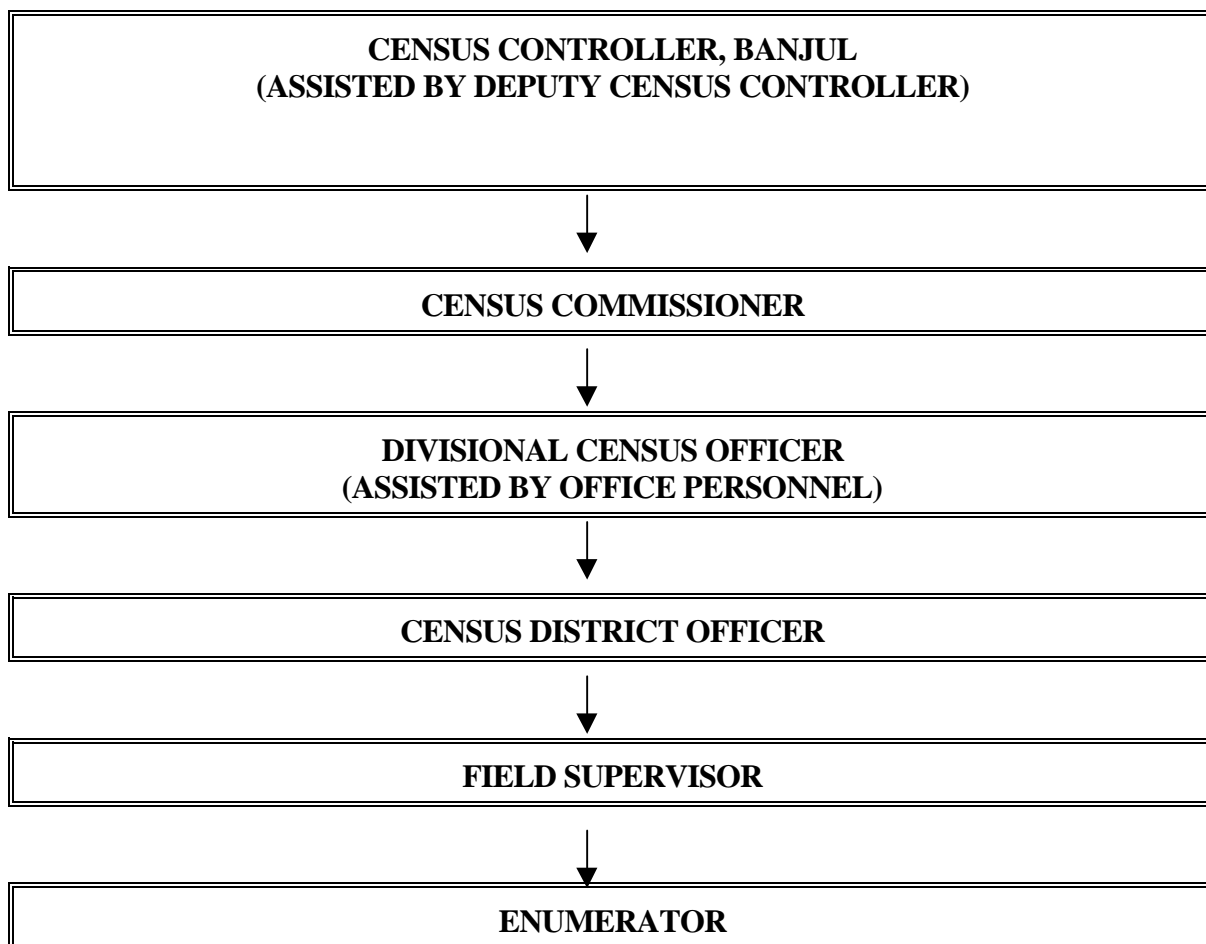 CENSUS CONTROLLER, BANJUL
(ASSISTED BY DEPUTY CENSUS CONTROLLER)
CENSUS COMMISSIONER
DIVISIONAL CENSUS OFFICER
(ASSISTED BY OFFICE PERSONNEL)
CENSUS DISTRICT OFFICER
FIELD SUPERVISOR
ENUMERATOR